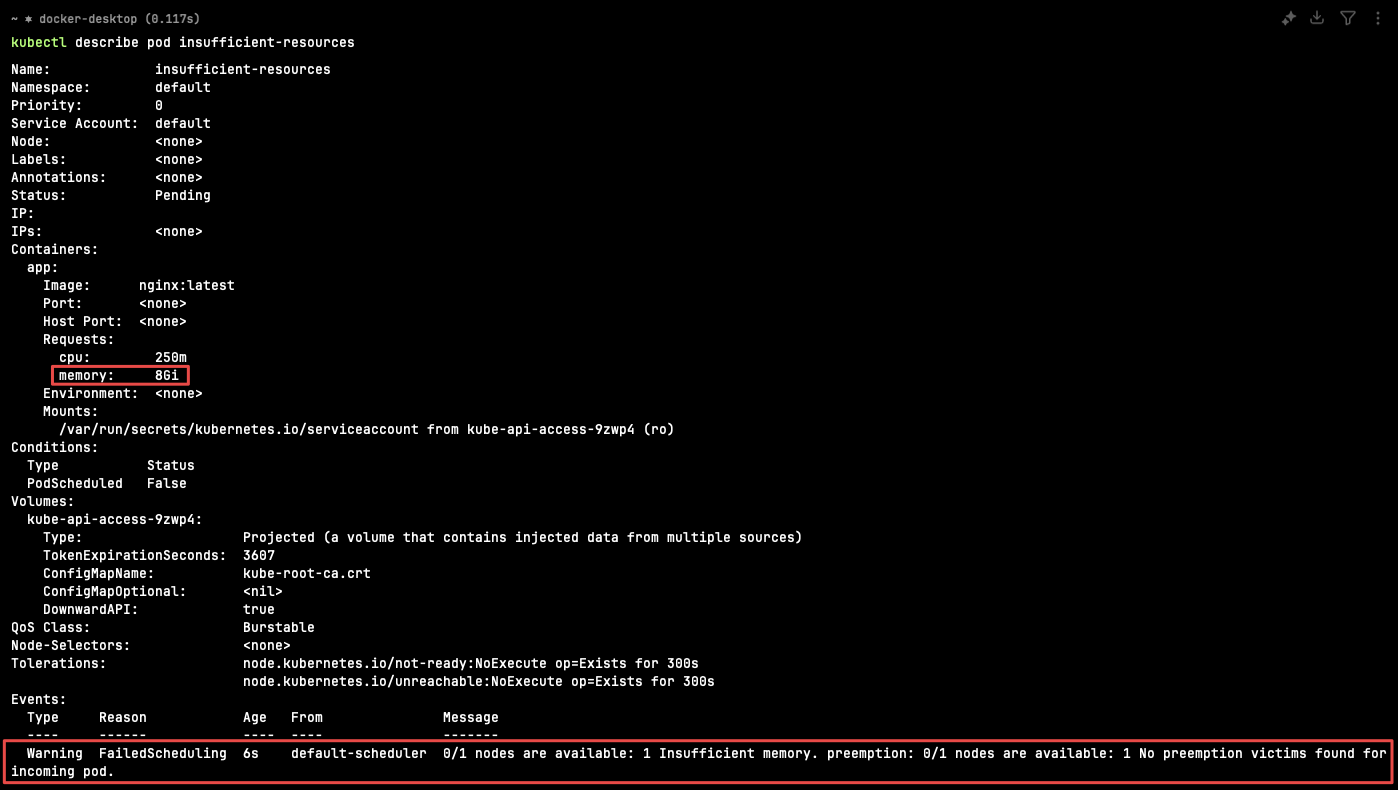 ~ ✱ docker-desktop (0.117s)
kubectl describe pod insufficient-resources
Name:             insufficient-resources
Namespace:        default
Priority:         0
Service Account:  default
Node:             <none>
Labels:           <none>
Annotations:      <none>
Status:           Pending
IP:
IPs:              <none>
Containers:
  app:
    Image:      nginx:latest
    Port:       <none>
    Host Port:  <none>
    Requests:
      cpu:        250m
      memory:     8Gi
    Environment:  <none>
    Mounts:
      /var/run/secrets/kubernetes.io/serviceaccount from kube-api-access-9zwp4 (ro)
Conditions:
  Type           Status
  PodScheduled   False
Volumes:
  kube-api-access-9zwp4:
    Type:                    Projected (a volume that contains injected data from multiple sources)
    TokenExpirationSeconds:  3607
    ConfigMapName:           kube-root-ca.crt
    ConfigMapOptional:       <nil>
    DownwardAPI:             true
QoS Class:                   Burstable
Node-Selectors:              <none>
Tolerations:                 node.kubernetes.io/not-ready:NoExecute op=Exists for 300s
                             node.kubernetes.io/unreachable:NoExecute op=Exists for 300s
Events:
  Type     Reason            Age   From               Message
  ----     ------            ----  ----               -------
  Warning  FailedScheduling  6s    default-scheduler  0/1 nodes are available: 1 Insufficient memory. preemption: 0/1 nodes are available: 1 No preemption victims found for
incoming pod.